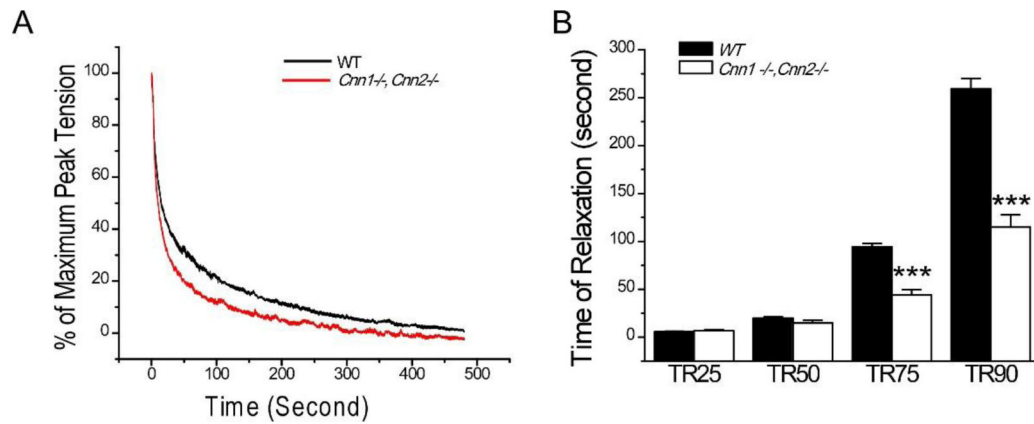 A
WT
Cnn1-/-, Cnn2-/-
% of Maximum Peak Tension
100
80
60
40
20
0
0 100 200 300 400 500
Time (Second)
B
WT
Cnn1 -/-,Cnn2-/-
Time of Relaxation (second)
300
250
200
150
100
50
0
***
***
TR25 TR50 TR75 TR90